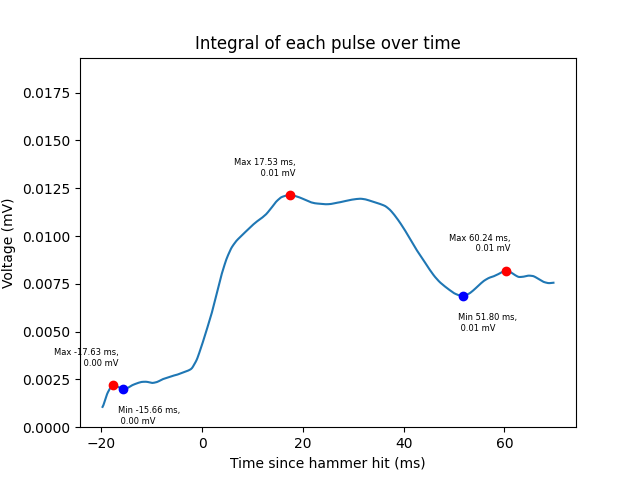 Integral of each pulse over time
Voltage (mV)
0.0175
0.0150
0.0125
0.0100
0.0075
0.0050
0.0025
0.0000
Max 17.53 ms,
0.01 mV
Max 60.24 ms,
0.01 mV
Min 51.80 ms,
0.01 mV
Max -17.63 ms,
0.00 mV
Min -15.66 ms,
0.00 mV
−20
0
20
40
60
Time since hammer hit (ms)